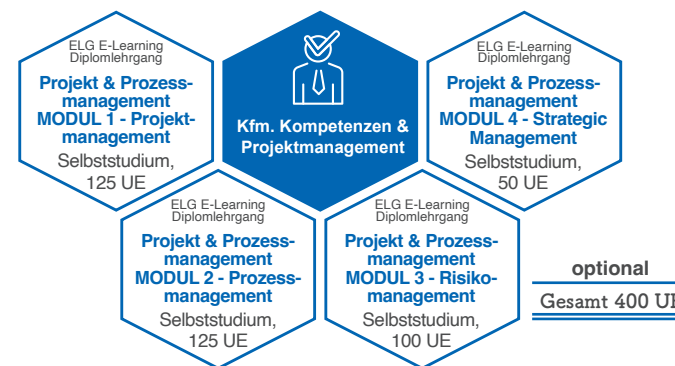 ELG E-Learning
Diplomlehrgang
Projekt & Prozess-
management
MODUL 1 - Projekt-
management
Selbststudium,
125 UE
Kfm. Kompetenzen &
Projektmanagement
ELG E-Learning
Diplomlehrgang
Projekt & Prozess-
management
MODUL 4 - Strategic
Management
Selbststudium,
50 UE
ELG E-Learning
Diplomlehrgang
Projekt & Prozess-
management
MODUL 2 - Prozess-
management
Selbststudium,
125 UE
ELG E-Learning
Diplomlehrgang
Projekt & Prozess-
management
MODUL 3 - Risiko-
management
Selbststudium,
100 UE
optional
Gesamt 400 UE